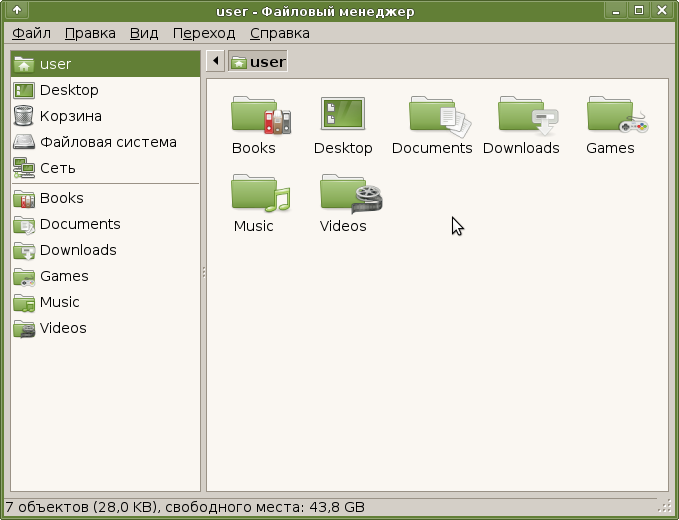 user - Файловый менеджер
Файл Правка Вид Переход Справка
user
Desktop
Корзина
Файловая система
Сеть
Books
Documents
Downloads
Games
Music
Videos
user
Books Desktop Documents Downloads Games
Music Videos
7 объектов (28,0 KB), свободного места: 43,8 GB